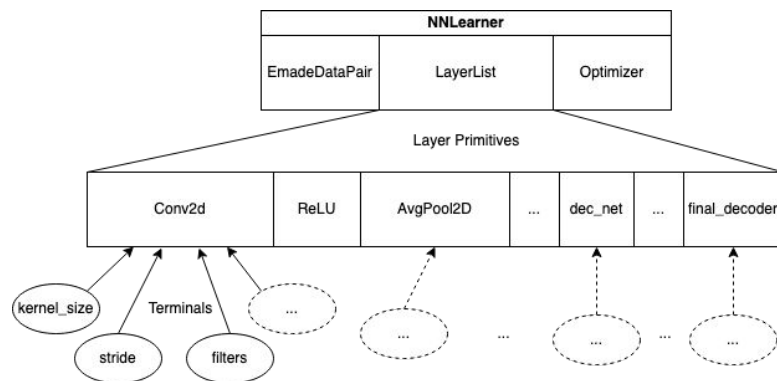 NNLearner
EmadeDataPair LayerList Optimizer
Layer Primitives
Conv2d ReLU AvgPool2D ... dec_net ... final_decoder
kernel_size Terminals ...
stride filters ... ... ... ... ...